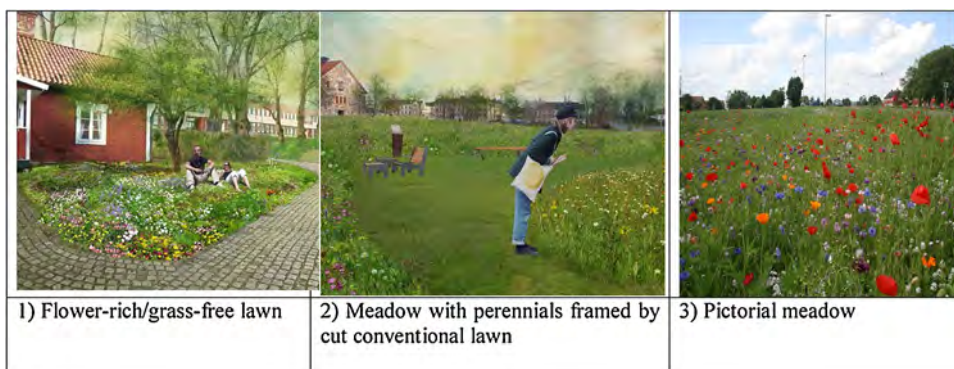 1) Flower-rich/grass-free lawn
2) Meadow with perennials framed by
cut conventional lawn
3) Pictorial meadow